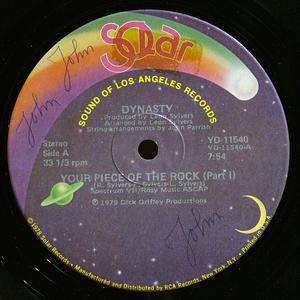 Solar
SOUND OF LOS ANGELES RECORDS
John John
DYNASTY
Produced by Leon Sylvers
Arranged by Leon Sylvers
String arrangements by Parrish
Stereo
Side A
33 1/3 rpm
YD-11540
YD-11540-A
7:54
YOUR PIECE OF THE ROCK (Part I)
(R. Sylvers- Sylvers-L. Sylvers)
Spectrum VII/Rosy Music ASCAP
℗ 1979 Dick Griffey Productions
John
© 1979 Solar Records • Manufactured and Distributed by RCA Records, New York, N.Y. • Printed in U.S.A.